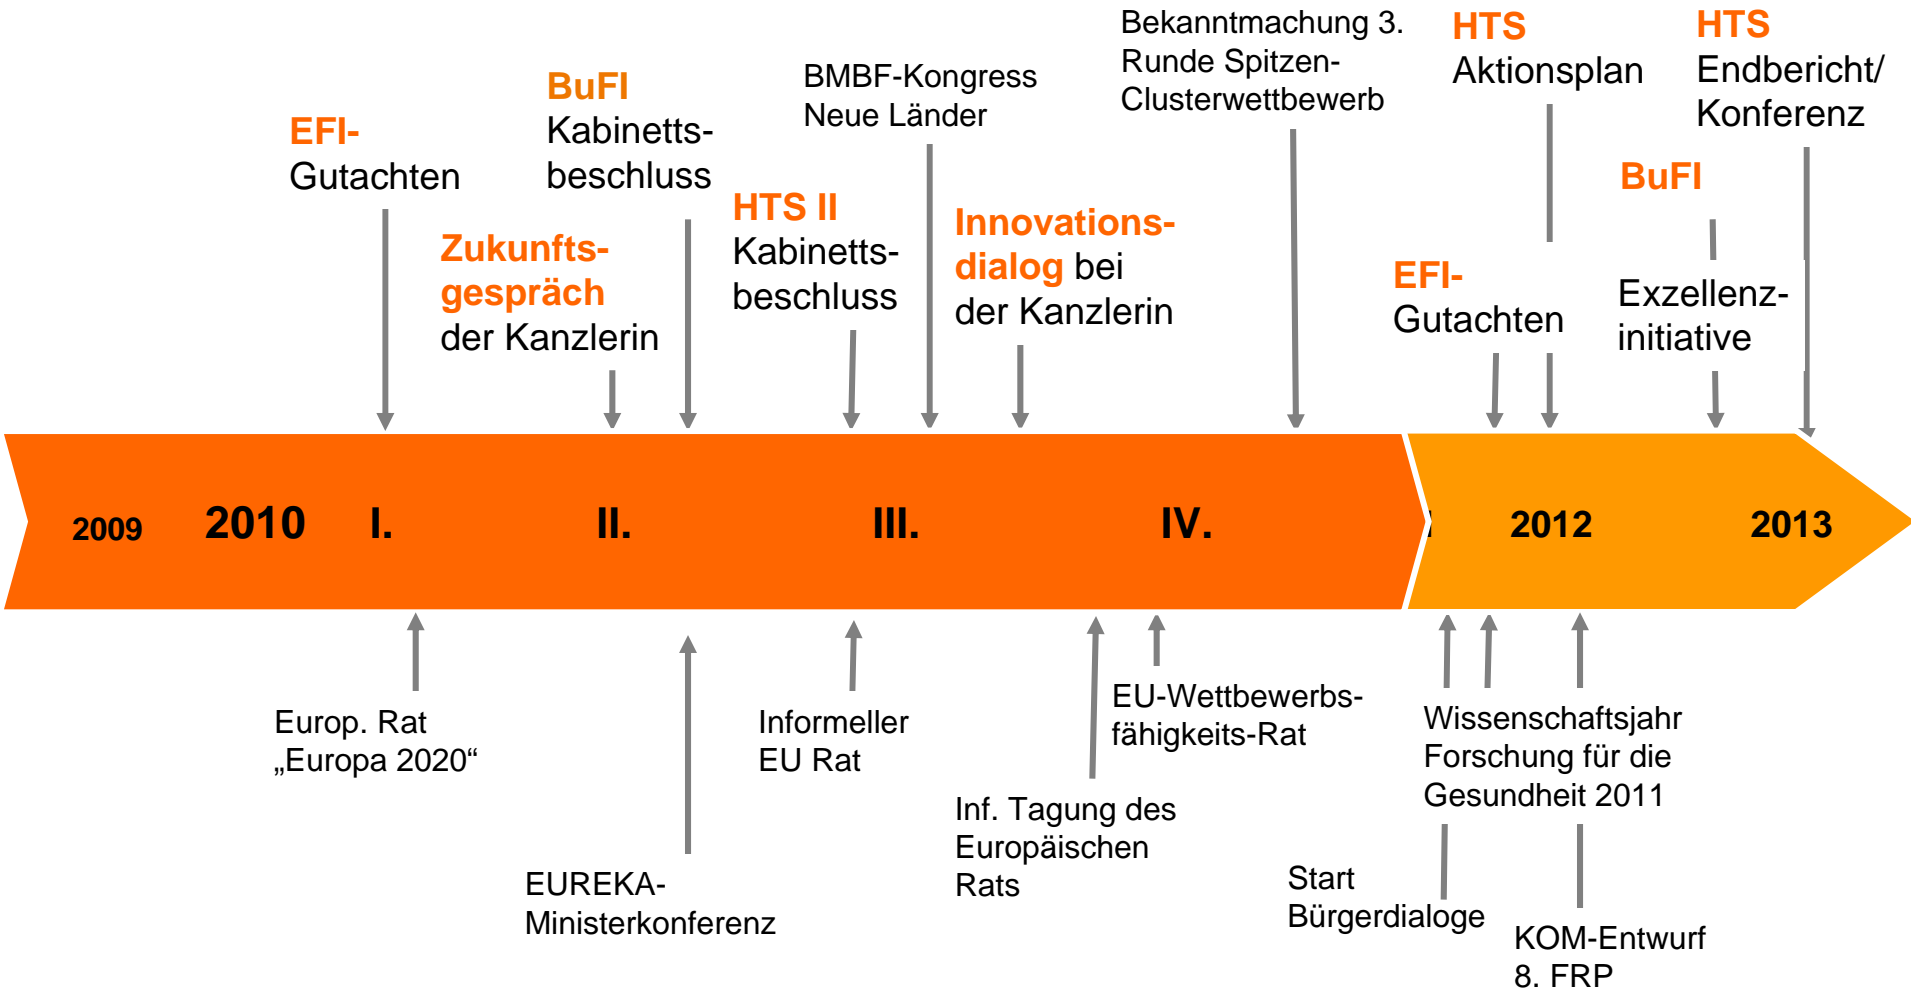 EFI-
Gutachten
Zukunfts-
gespräch
der Kanzlerin
BuFI
Kabinetts-
beschluss
HTS II
Kabinetts-
beschluss
BMBF-Kongress
Neue Länder
Innovations-
dialog bei
der Kanzlerin
Bekanntmachung 3.
Runde Spitzen-
Clusterwettbewerb
EFI-
Gutachten
HTS
Aktionsplan
BuFI
Exzellenz-
initiative
HTS
Endbericht/
Konferenz
2009 2010 I. II. III. IV. 2012 2013
Europ. Rat
„Europa 2020“
EUREKA-
Ministerkonferenz
Informeller
EU Rat
Inf. Tagung des
Europäischen
Rats
EU-Wettbewerbs-
fähigkeits-Rat
Start
Bürgerdialoge
Wissenschaftsjahr
Forschung für die
Gesundheit 2011
KOM-Entwurf
8. FRP